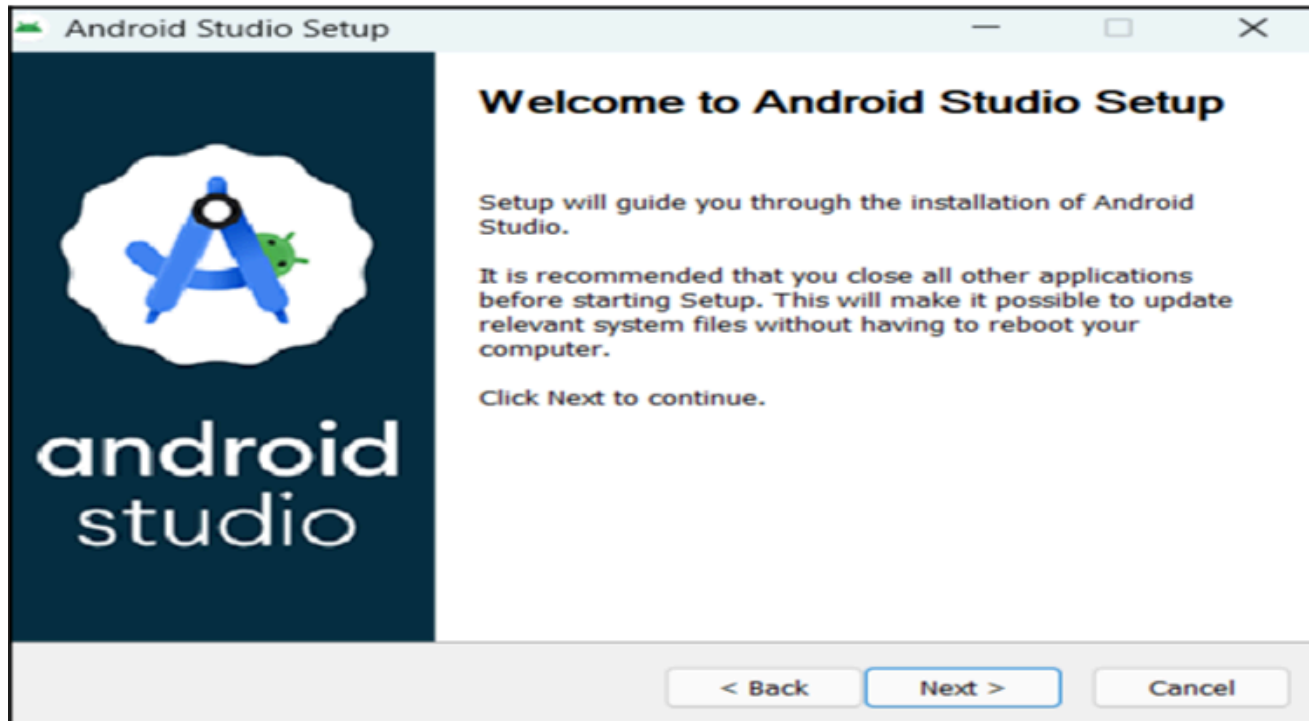 Android Studio Setup
Welcome to Android Studio Setup
Setup will guide you through the installation of Android
Studio.
It is recommended that you close all other applications
before starting Setup. This will make it possible to update
relevant system files without having to reboot your
computer.
Click Next to continue.
android
studio
< Back
Next >
Cancel